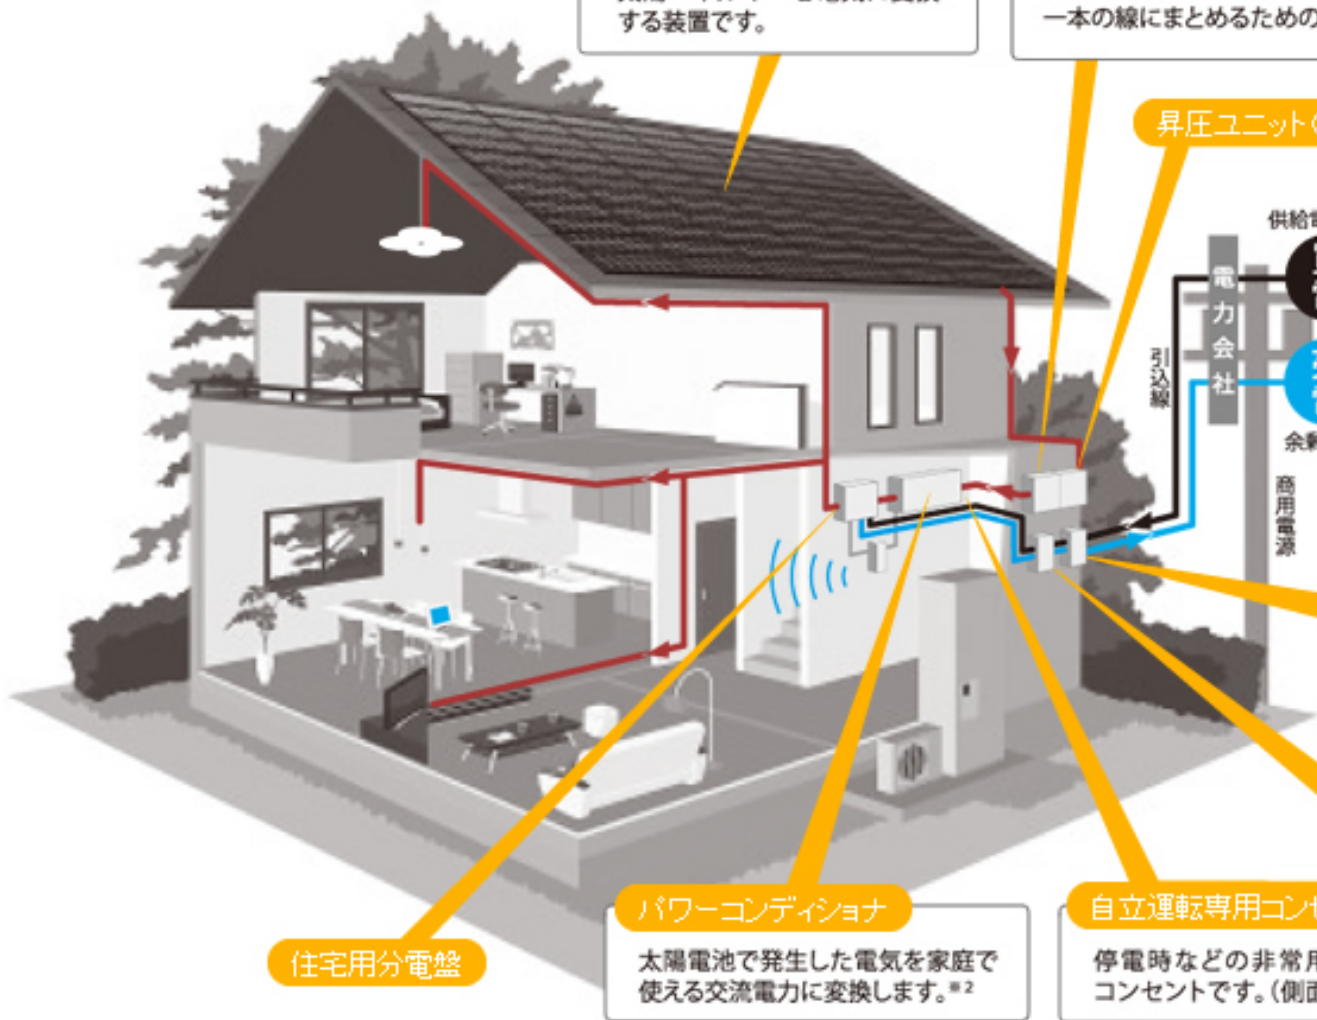 する装置です。
一本の線にまとめるための
昇圧ユニット
供給電
電力会社
引込線
余剰
商用電源
パワーコンディショナ
太陽電池で発生した電気を家庭で
使える交流電力に変換します。※2
自立運転専用コンセ
停電時などの非常用
コンセントです。(側面
住宅用分電盤